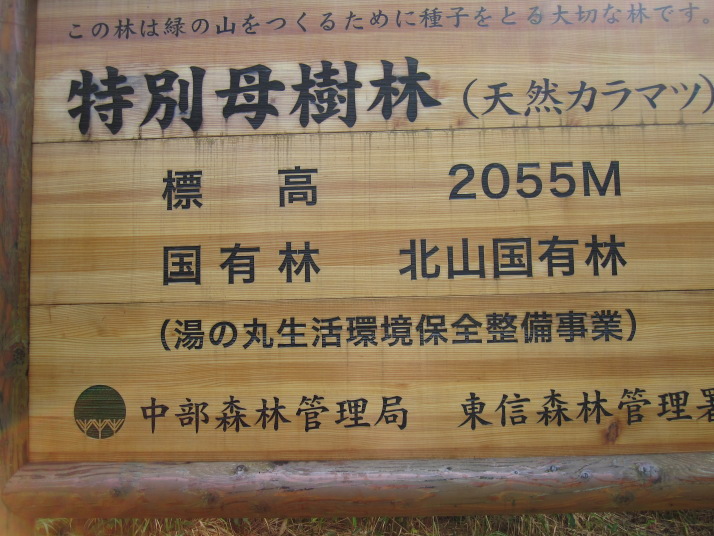 この林は緑の山をつくるために種子をとる大切な林です。
特別母樹林（天然カラマツ）
標高 2055M
国有林 北山国有林
（湯の丸生活環境保全整備事業）
中部森林管理局 東信森林管理署